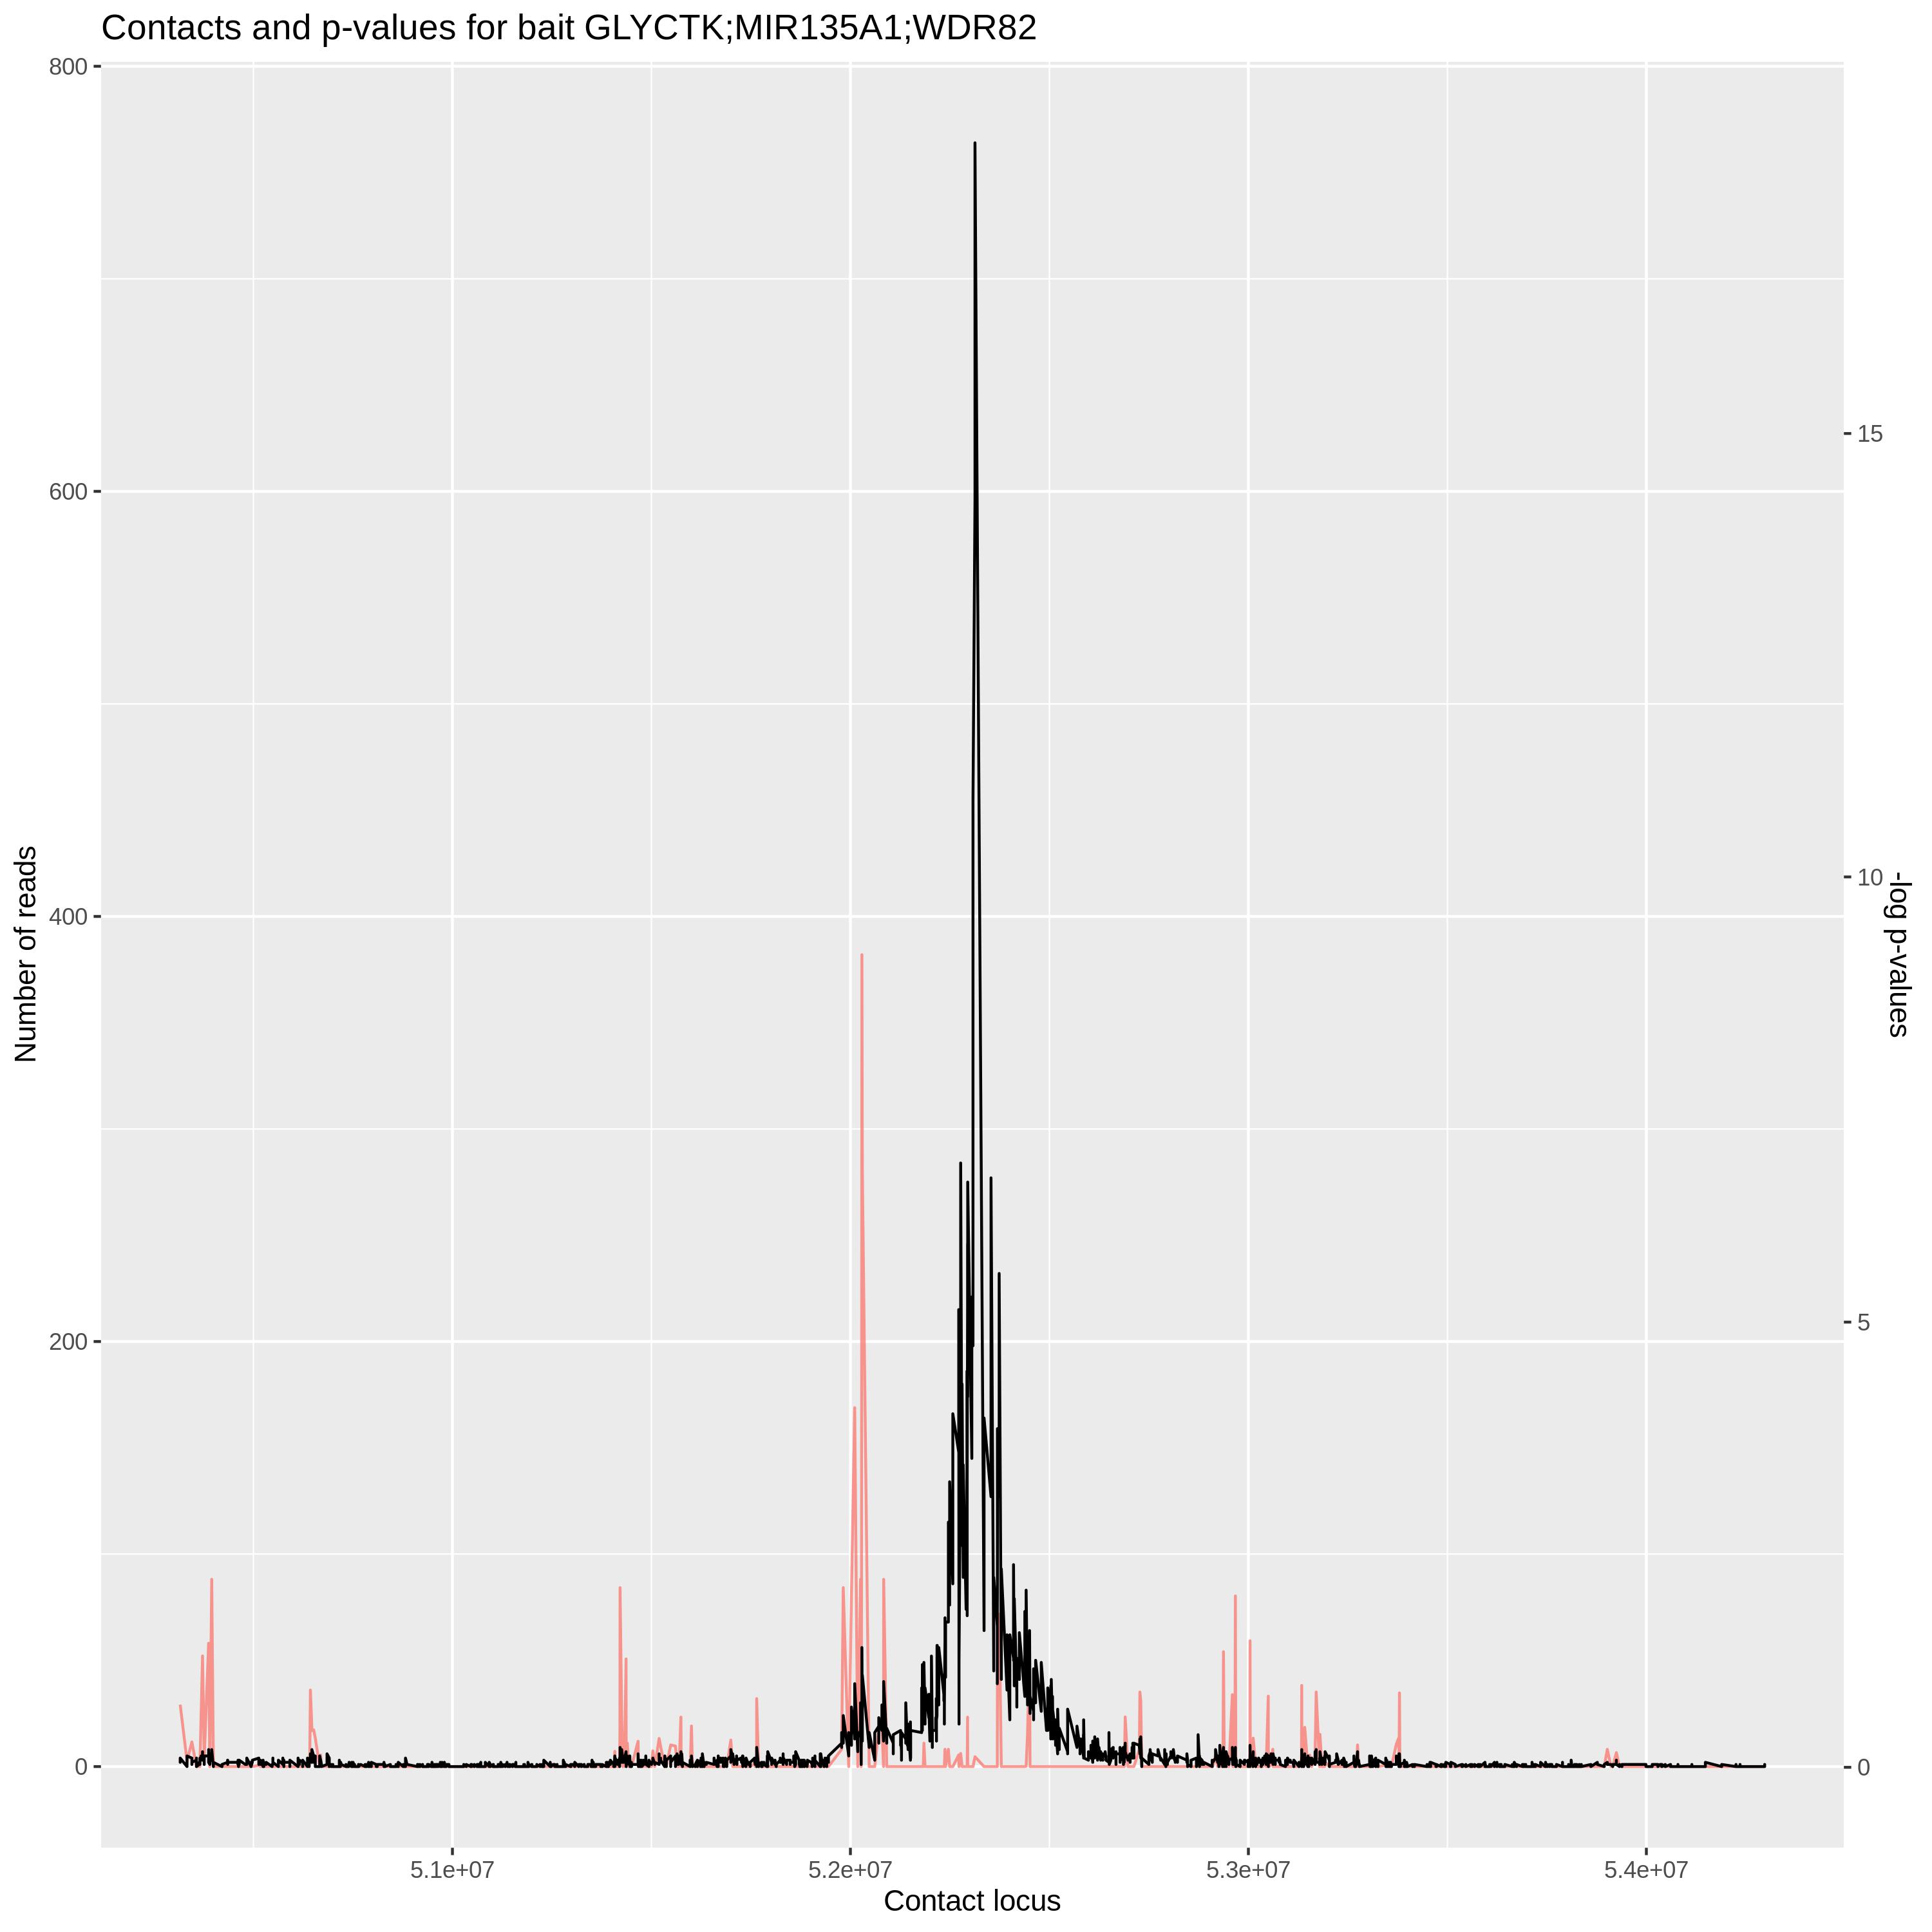 Contacts and p-values for bait GLYCTK;MIR135A1;WDR82
800
600
400
200
0
Number of reads
15
10
5
0
-log p-values
5.1e+07
5.2e+07
5.3e+07
5.4e+07
Contact locus